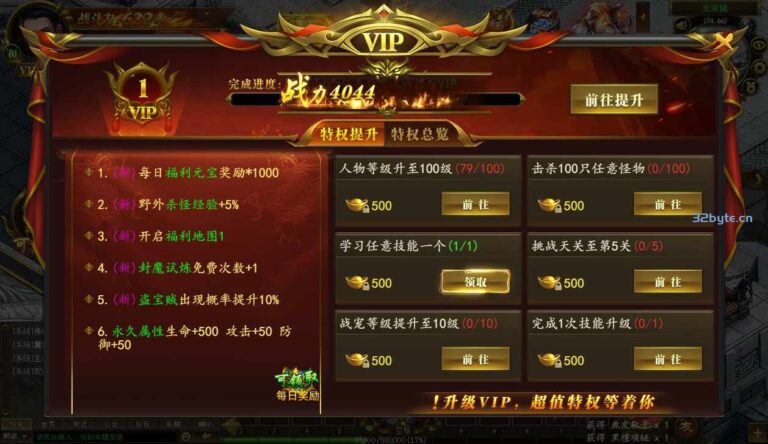 VIP
1
VIP
完成进度:
战力4044
前往提升
特权提升
特权总览
1. (新) 每日福利元宝奖励*1000
2. (新) 野外杀怪经验+5%
3. (新) 开启福利地图1
4. (新) 封魔试炼免费次数+1
5. (新) 盗宝贼出现概率提升10%
6. 永久属性生命+500 攻击+50 防
御+50
可领取
每日奖励
人物等级升至100级(79/100)
500
前往
击杀100只任意怪物(0/100)
500
前往
学习任意技能一个(1/1)
500
领取
挑战天关至第5关(0/5)
500
前往
战宠等级提升至10级(0/10)
500
前往
完成1次技能升级(0/1)
500
前往
!升级VIP，超值特权等着你
32byte.cn